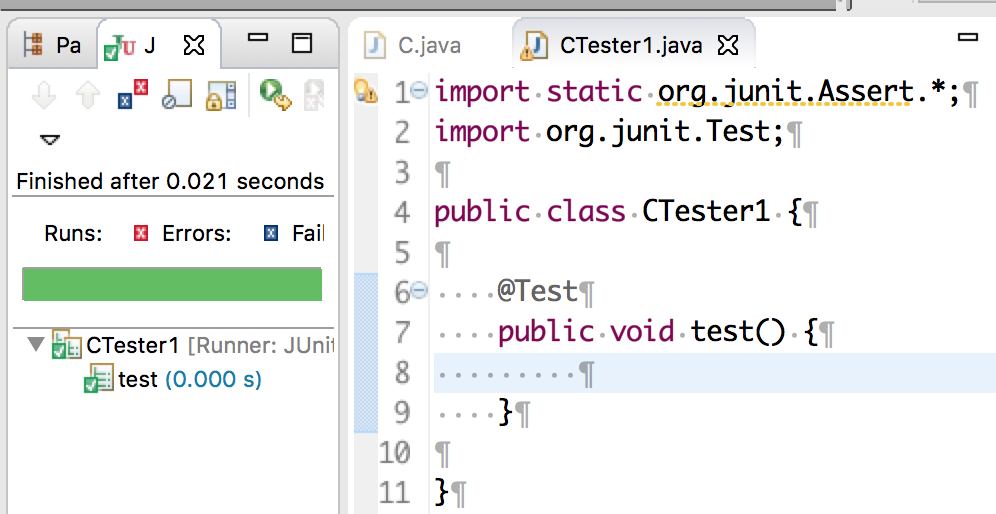 Pa
J
Finished after 0.021 seconds
Runs:
Errors:
Fail
CTester1 [Runner: JUnit
test (0.000 s)
C.java
CTester1.java
1 import static org.junit.Assert.*;¶
2 import org.junit.Test;¶
3 ¶
4 public class CTester1 {¶
5 ¶
6 ····@Test¶
7 ····public void test() {¶
8 ·········¶
9 ····}¶
10 ¶
11 }¶